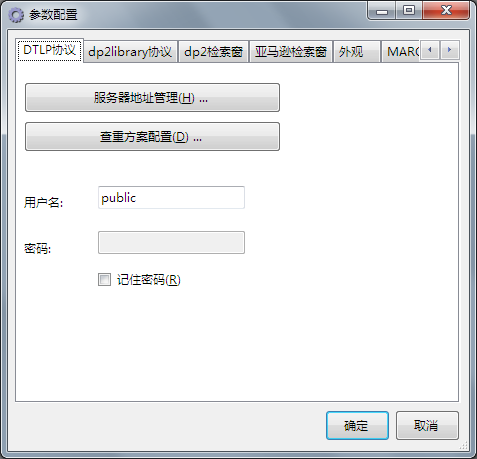 参数配置
DTLP协议 dp2library协议 dp2检索窗 亚马逊检索窗 外观 MARC
服务器地址管理(H) ...
查重方案配置(D) ...
用户名: public
密码:
记住密码(R)
确定 取消